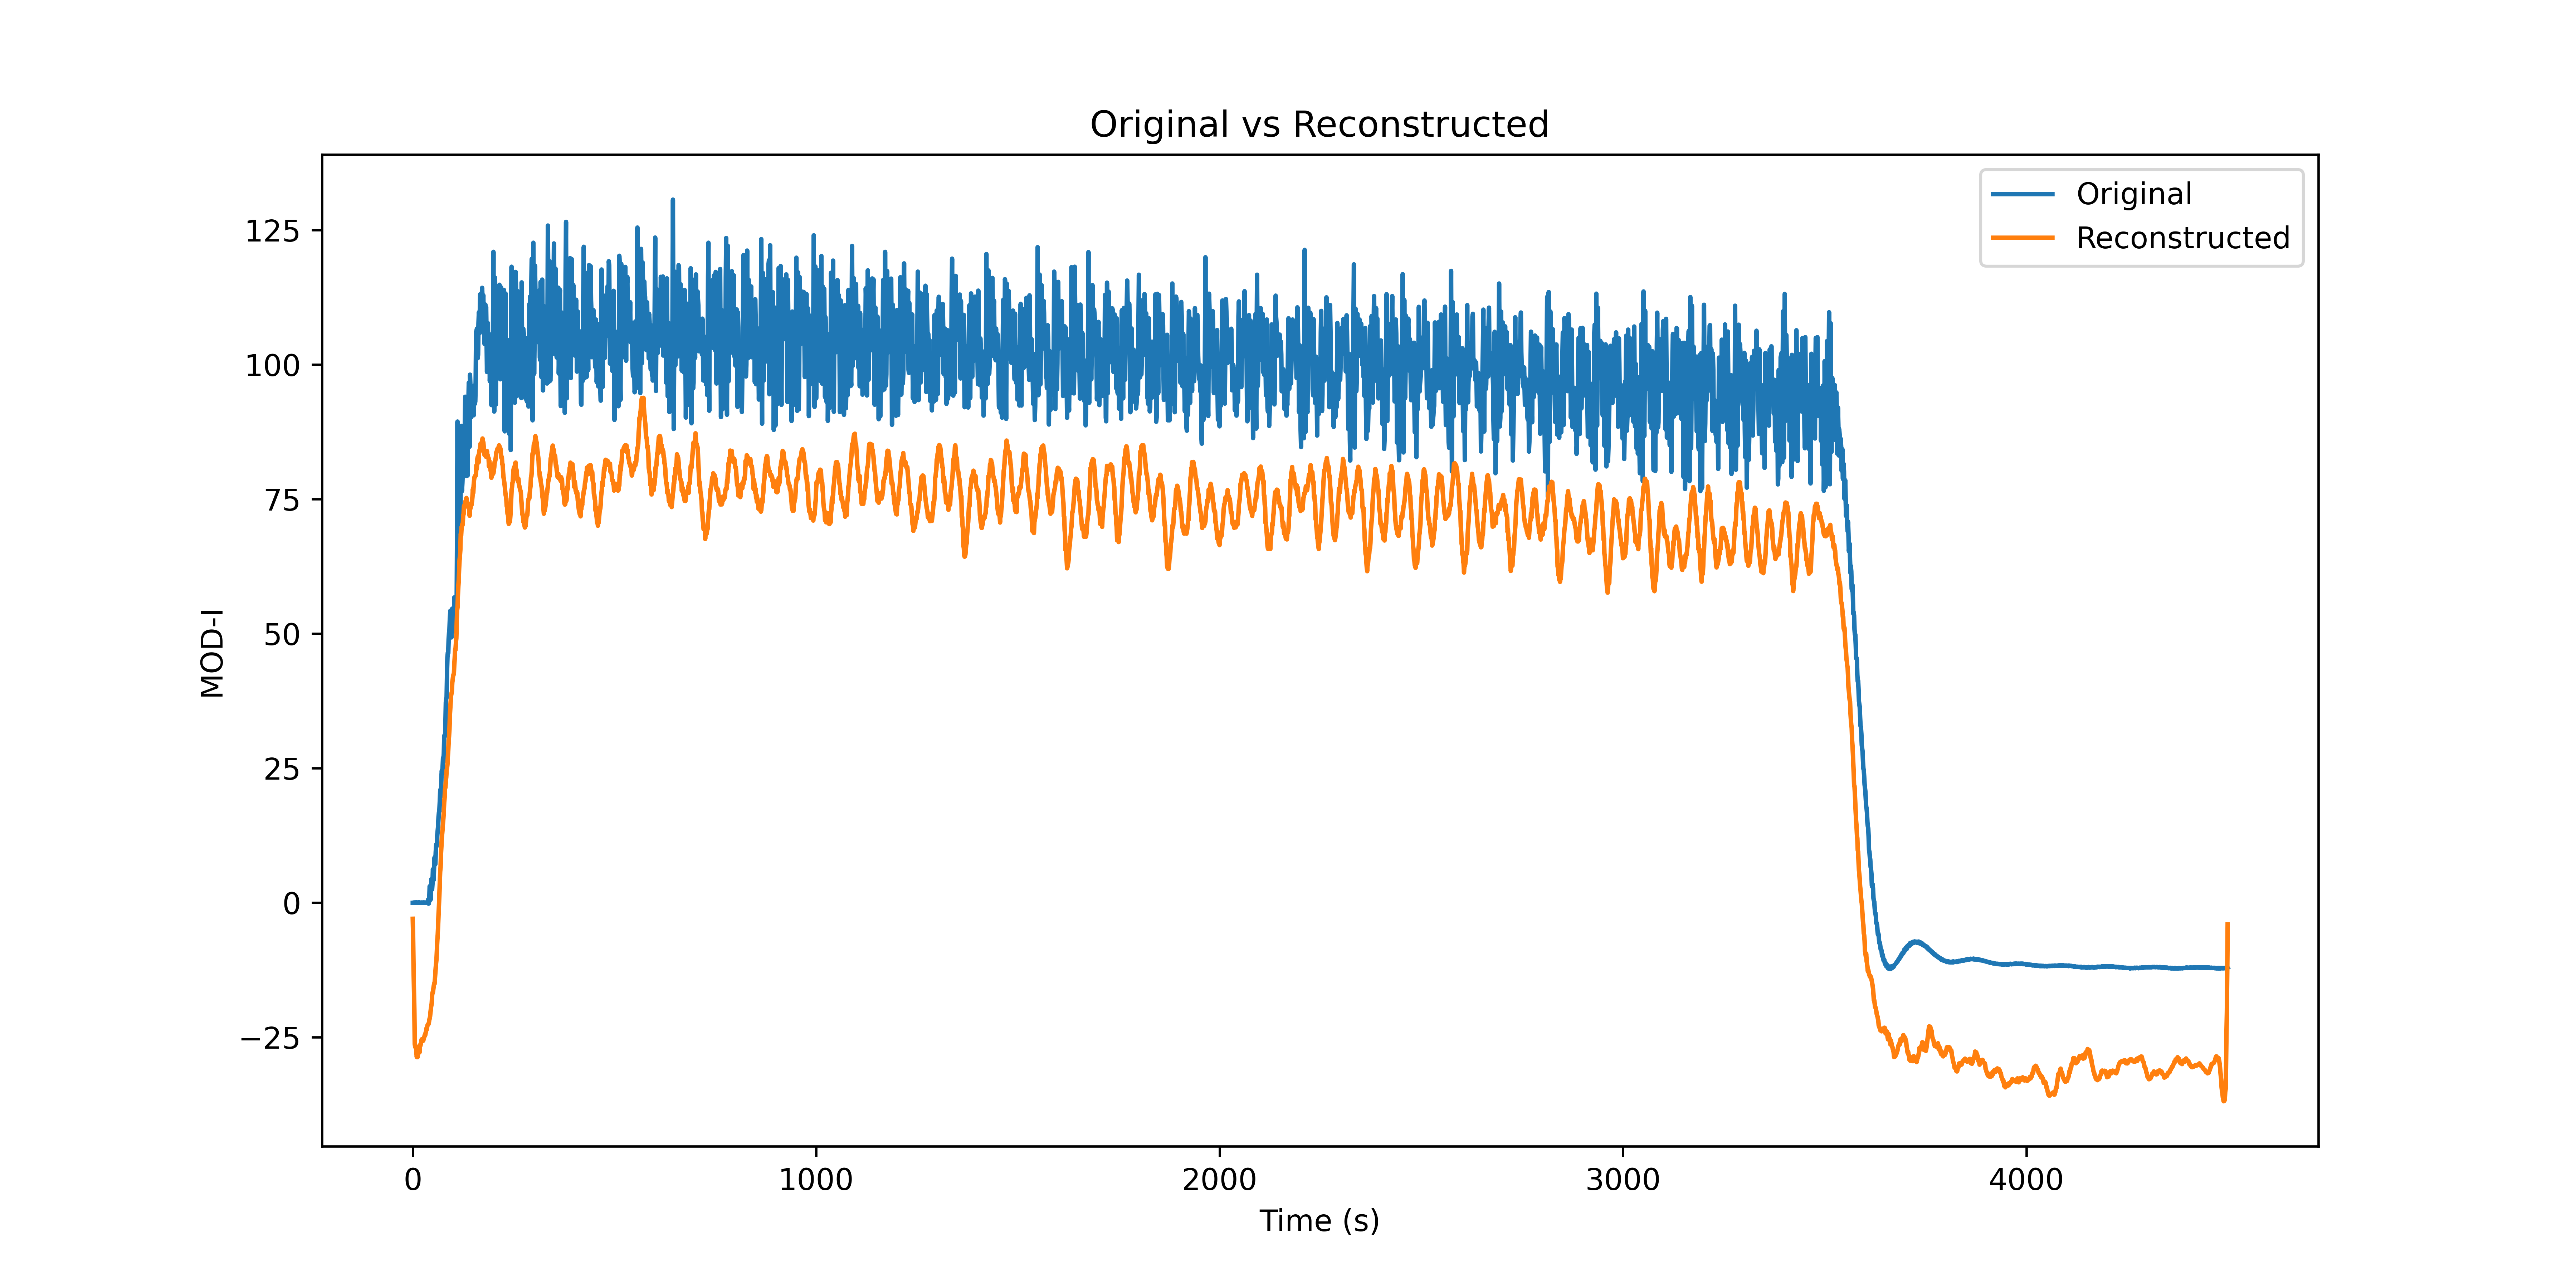 Original vs Reconstructed
Original
Reconstructed
125
100
75
50
25
0
−25
MOD-I
0
1000
2000
3000
4000
Time (s)